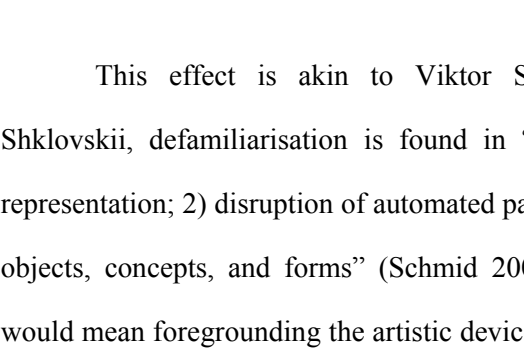 This effect is akin to Viktor S
Shklovskii, defamiliarisation is found in
representation; 2) disruption of automated pa
objects, concepts, and forms” (Schmid 200
would mean foregrounding the artistic devic